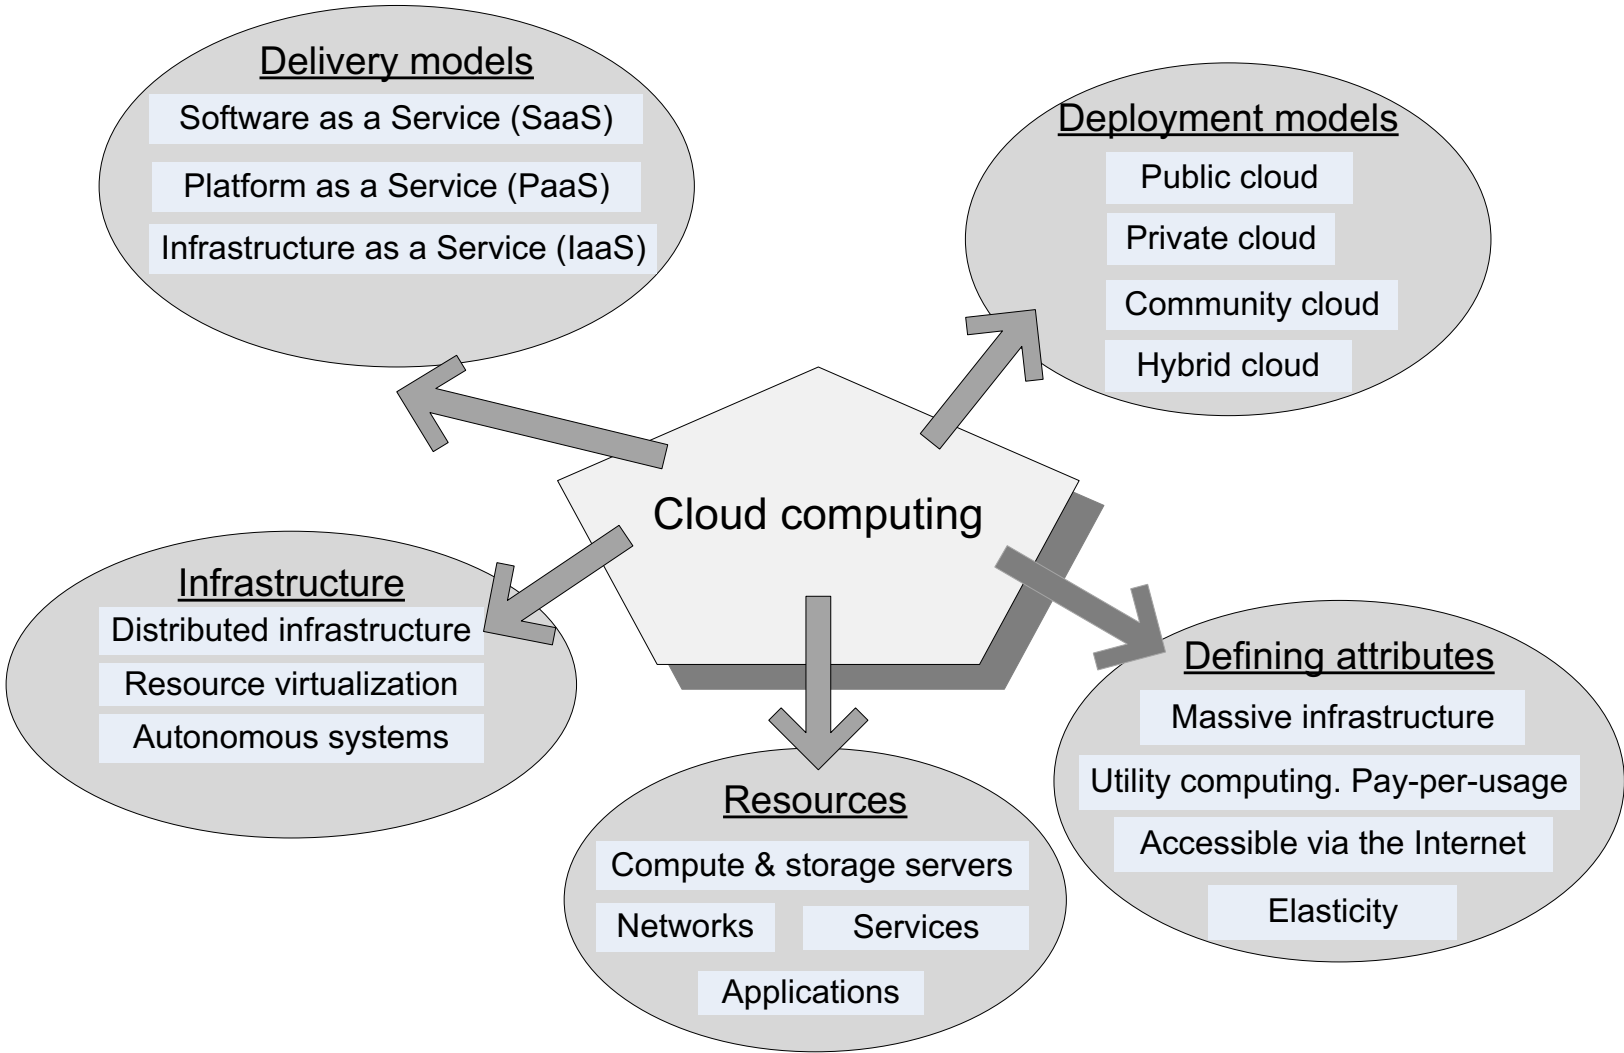 Delivery models
Software as a Service (SaaS)
Platform as a Service (PaaS)
Infrastructure as a Service (IaaS)
Deployment models
Public cloud
Private cloud
Community cloud
Hybrid cloud
Cloud computing
Infrastructure
Distributed infrastructure
Resource virtualization
Autonomous systems
Resources
Compute & storage servers
Networks
Services
Applications
Defining attributes
Massive infrastructure
Utility computing. Pay-per-usage
Accessible via the Internet
Elasticity